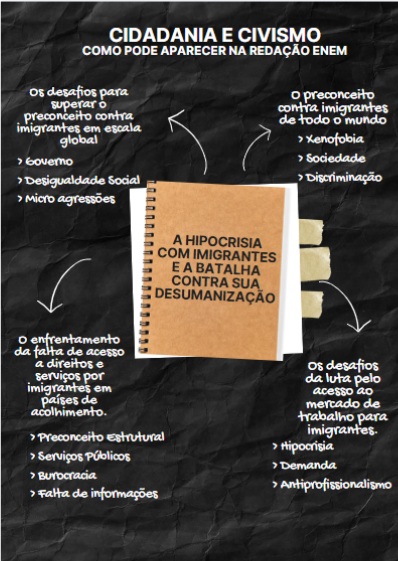 CIDADANIA E CIVISMO
COMO PODE APARECER NA REDAÇÃO ENEM
Os desafios para
superar o
preconceito contra
imigrantes em escala
global
> Governo
> Desigualdade Social
> Micro agressões
O preconceito
contra imigrantes
de todo o mundo
> Xenofobia
> Sociedade
> Discriminação
A HIPOCRISIA
COM IMIGRANTES
E A BATALHA
CONTRA SUA
DESUMANIZAÇÃO
O enfrentamento
da falta de acesso
a direitos e
serviços por
imigrantes em
países de
acolhimento.
> Preconceito Estrutural
> Serviços Públicos
> Burocracia
> Falta de informações
Os desafios
da luta pelo
acesso ao
mercado de
trabalho para
imigrantes.
> Hipocrisia
> Demanda
> Antiprofissionalismo